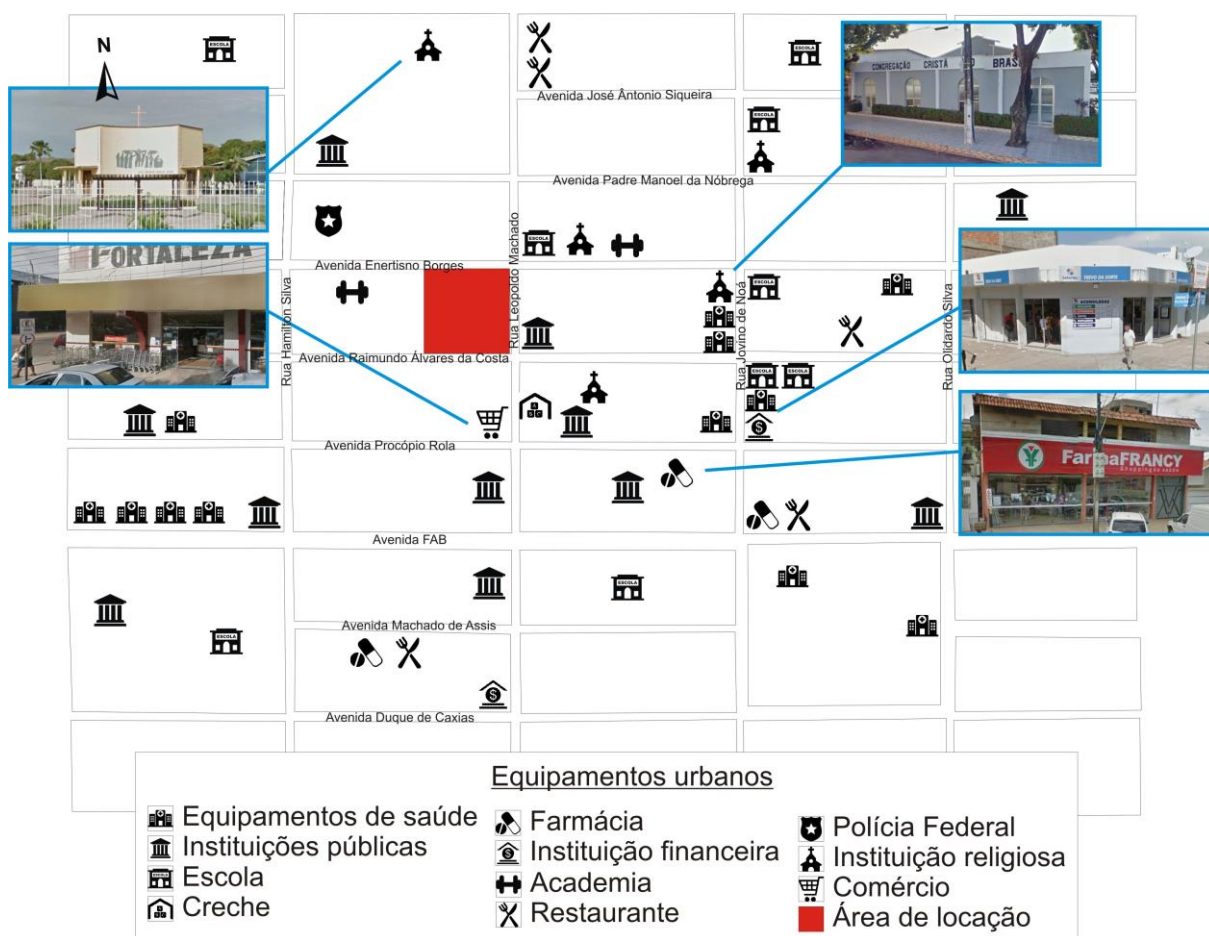 N
ESCOLA
ESCOLA
CONGREGAÇÃO CRISTÃ NO BRASIL
Avenida José Ântonio Siqueira
ESCOLA
Avenida Padre Manoel da Nóbrega
Rua Leopoldo Machado
ESCOLA
FORTALEZA
Avenida Enertisno Borges
Rua Hamilton Silva
Rua Jovino de Noá
ESCOLA
Rua Olidardo Silva
Avenida Raimundo Álvares da Costa
ESCOLA
ESCOLA
Avenida Procópio Rola
FarmaFRANCY
Avenida FAB
ESCOLA
Avenida Machado de Assis
ESCOLA
Avenida Duque de Caxias
Equipamentos urbanos
Equipamentos de saúde
Instituições públicas
ESCOLA
Escola
Creche
Farmácia
Instituição financeira
Academia
Restaurante
Polícia Federal
Instituição religiosa
Comércio
Área de locação